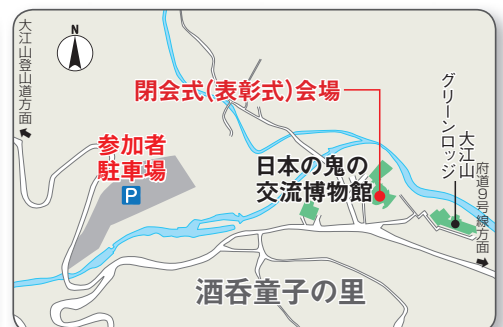 大江山登山道方面
N
閉会式(表彰式)会場
参加者
駐車場
P
日本の鬼の
交流博物館
大江山
グリーンロッジ
府道9号線方面
酒呑童子の里